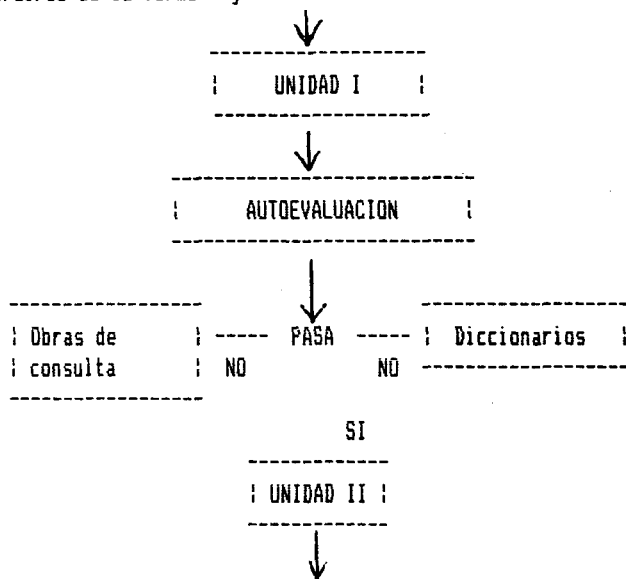 UNIDAD I
AUTOEVALUACION
Obras de consulta
NO
PASA
NO
Diccionarios
SI
UNIDAD II